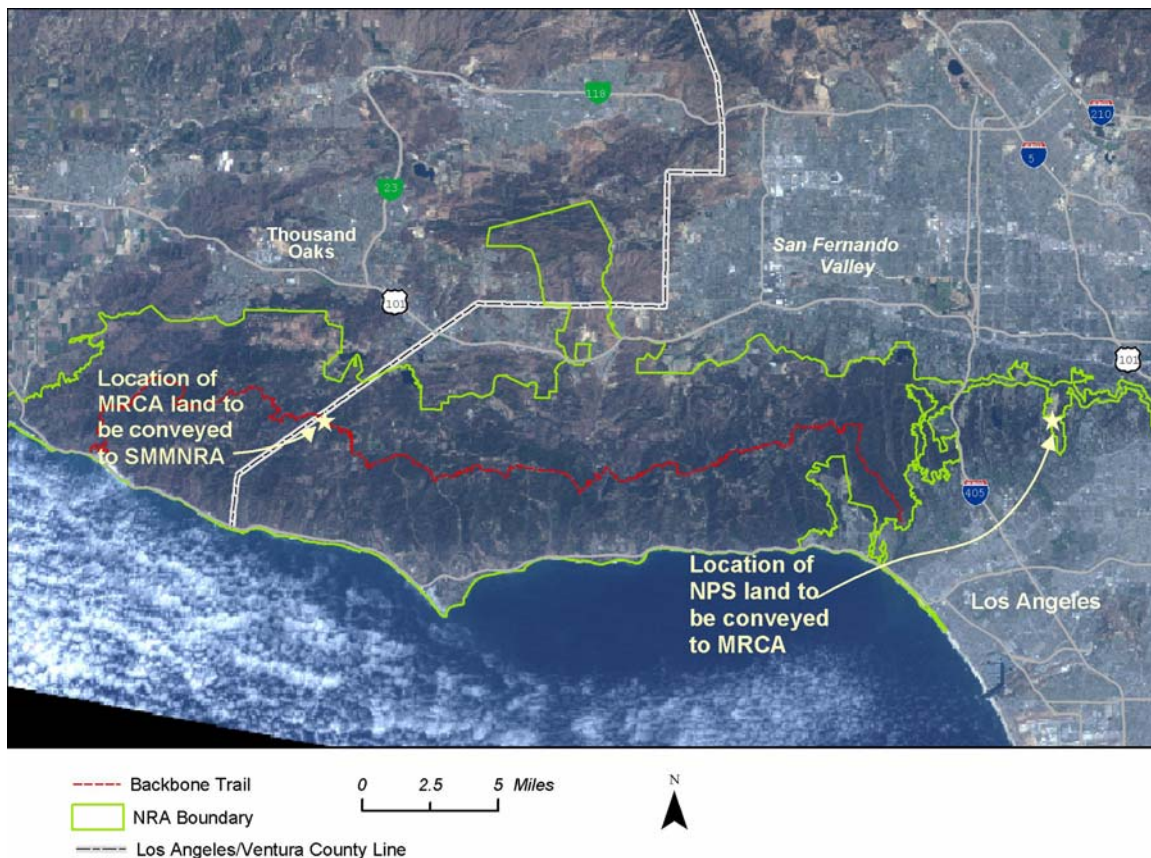 118
210
5
23
Thousand
Oaks
San Fernando
Valley
101
101
Location of
MRCA land to
be conveyed
to SMMNRA
405
Location of
NPS land to
be conveyed
to MRCA
Los Angeles
Backbone Trail
0 2.5 5 Miles
N
NRA Boundary
Los Angeles/Ventura County Line